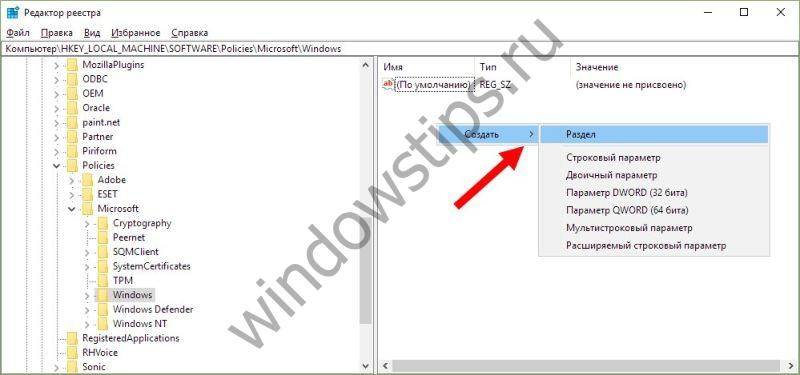 Редактор реестра
Файл Правка Вид Избранное Справка
Компьютер\HKEY_LOCAL_MACHINE\SOFTWARE\Policies\Microsoft\Windows
MozillaPlugins
ODBC
OEM
Oracle
paint.net
Partner
Piriform
Policies
Adobe
ESET
Microsoft
Cryptography
Peernet
SQMClient
SystemCertificates
TPM
Windows
Windows Defender
Windows NT
RegisteredApplications
RHVoice
Sonic
Имя Тип Значение
ab (По умолчанию) REG_SZ (значение не присвоено)
Создать
Раздел
Строковый параметр
Двоичный параметр
Параметр DWORD (32 бита)
Параметр QWORD (64 бита)
Мультистроковый параметр
Расширяемый строковый параметр
windowstips.ru